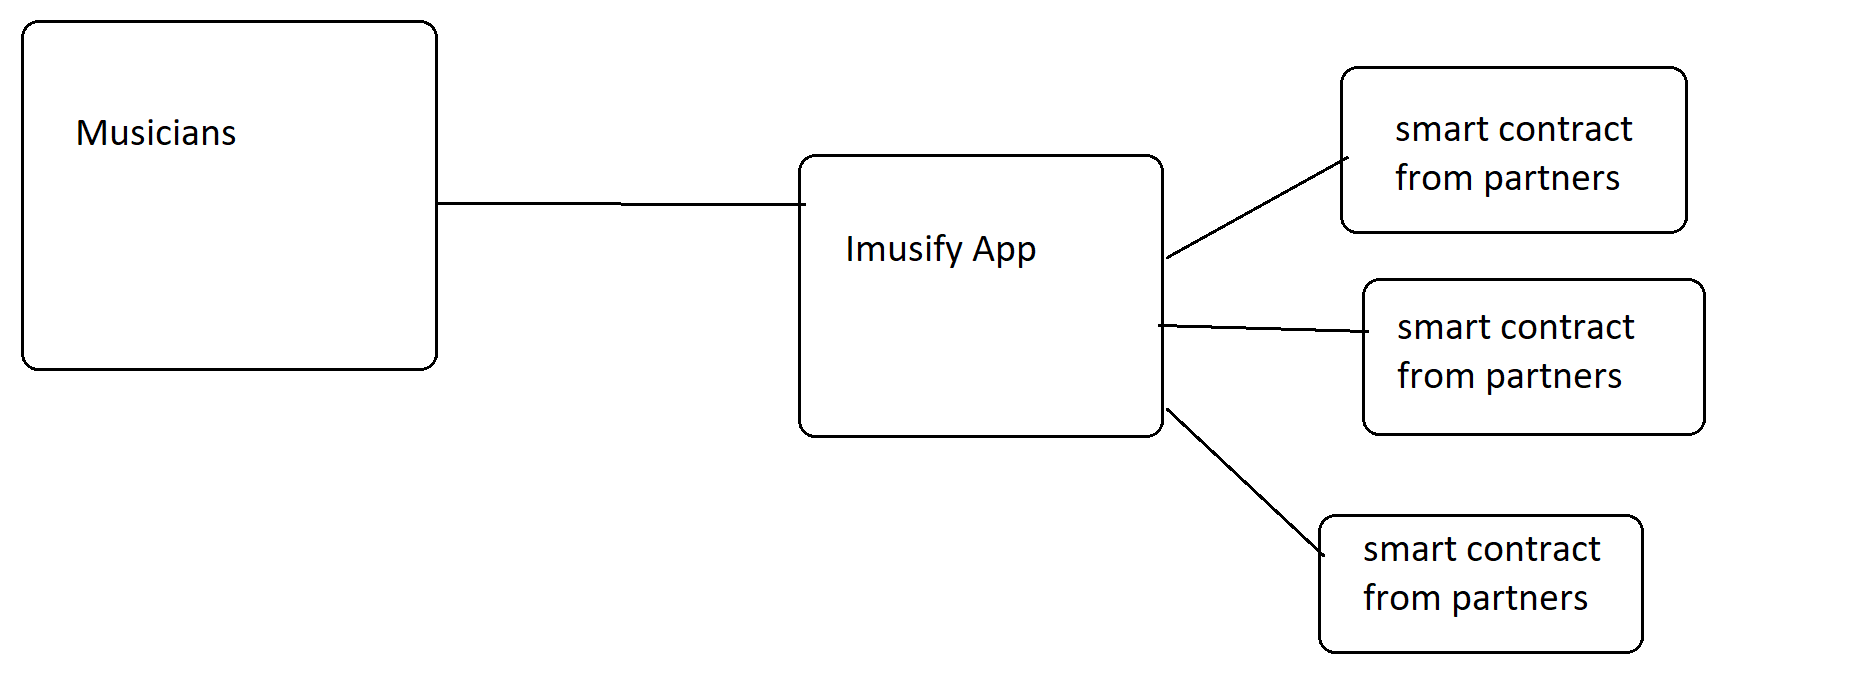 Musicians
Imusify App
smart contract
from partners
smart contract
from partners
smart contract
from partners